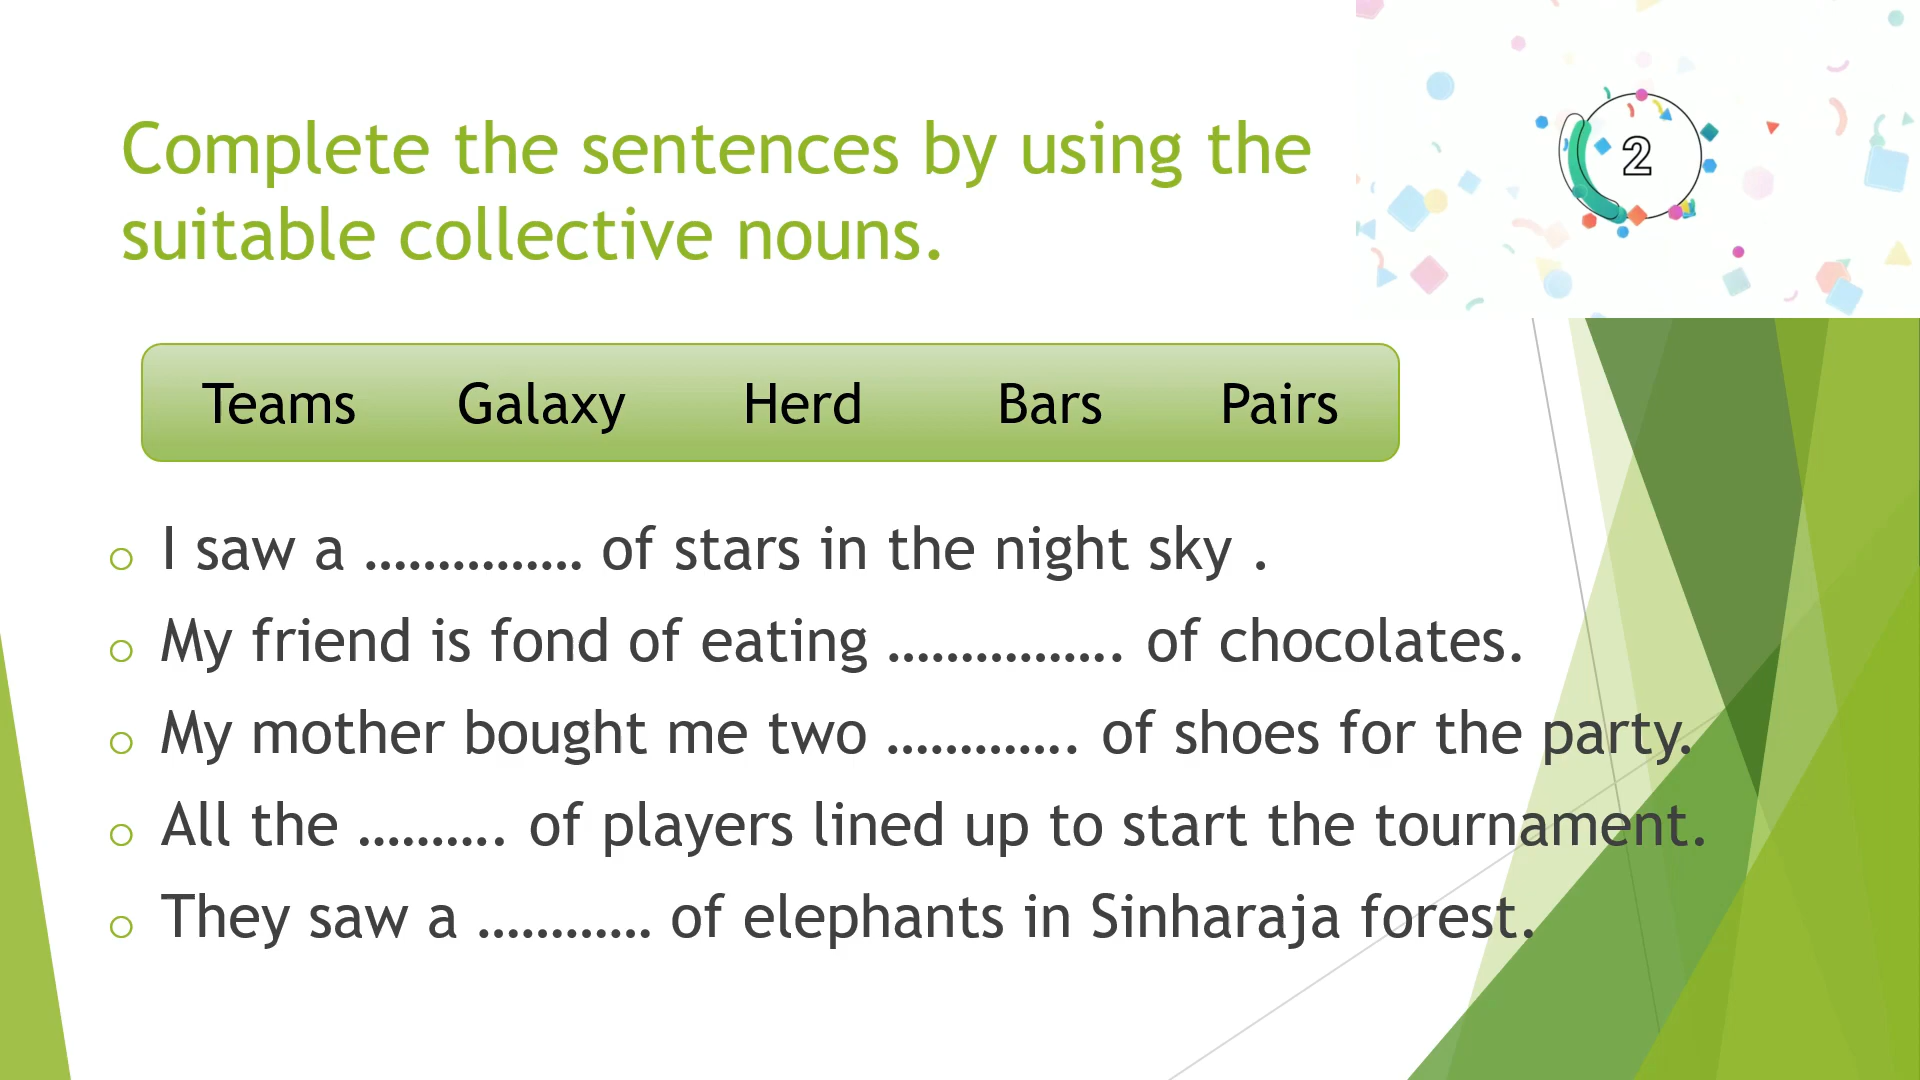 Complete the sentences by using the
suitable collective nouns.
2
Teams Galaxy Herd Bars Pairs
I saw a …………… of stars in the night sky .
My friend is fond of eating ……………. of chocolates.
My mother bought me two …………. of shoes for the party.
All the ………. of players lined up to start the tournament.
They saw a ………… of elephants in Sinharaja forest.